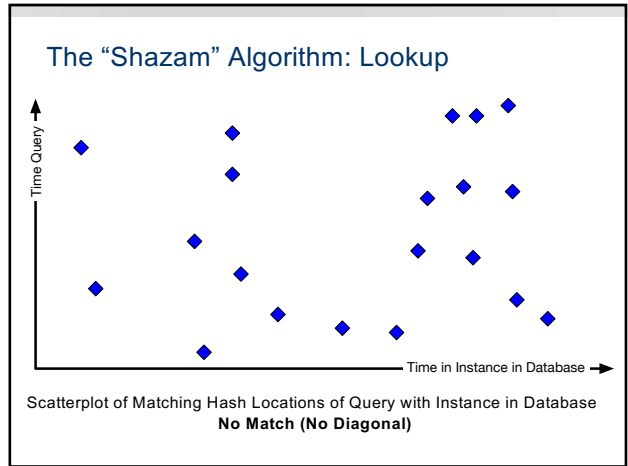 The “Shazam” Algorithm: Lookup
Time Query
Time in Instance in Database
Scatterplot of Matching Hash Locations of Query with Instance in Database
No Match (No Diagonal)